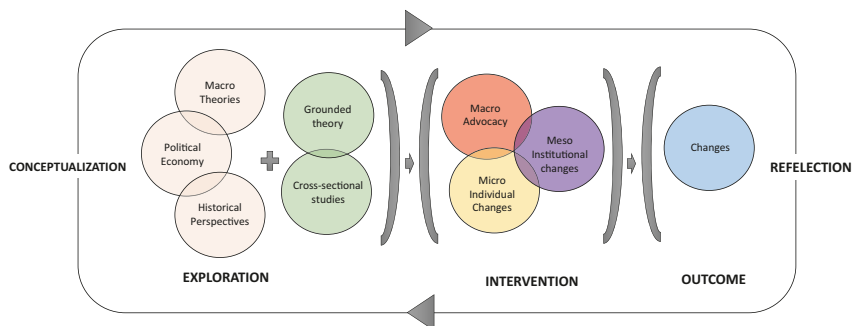 CONCEPTUALIZATION
Macro
Theories
Political
Economy
Historical
Perspectives
Grounded
theory
Cross-sectional
studies
EXPLORATION
Macro
Advocacy
Meso
Institutional
changes
Micro
Individual
Changes
INTERVENTION
Changes
OUTCOME
REFELECTION